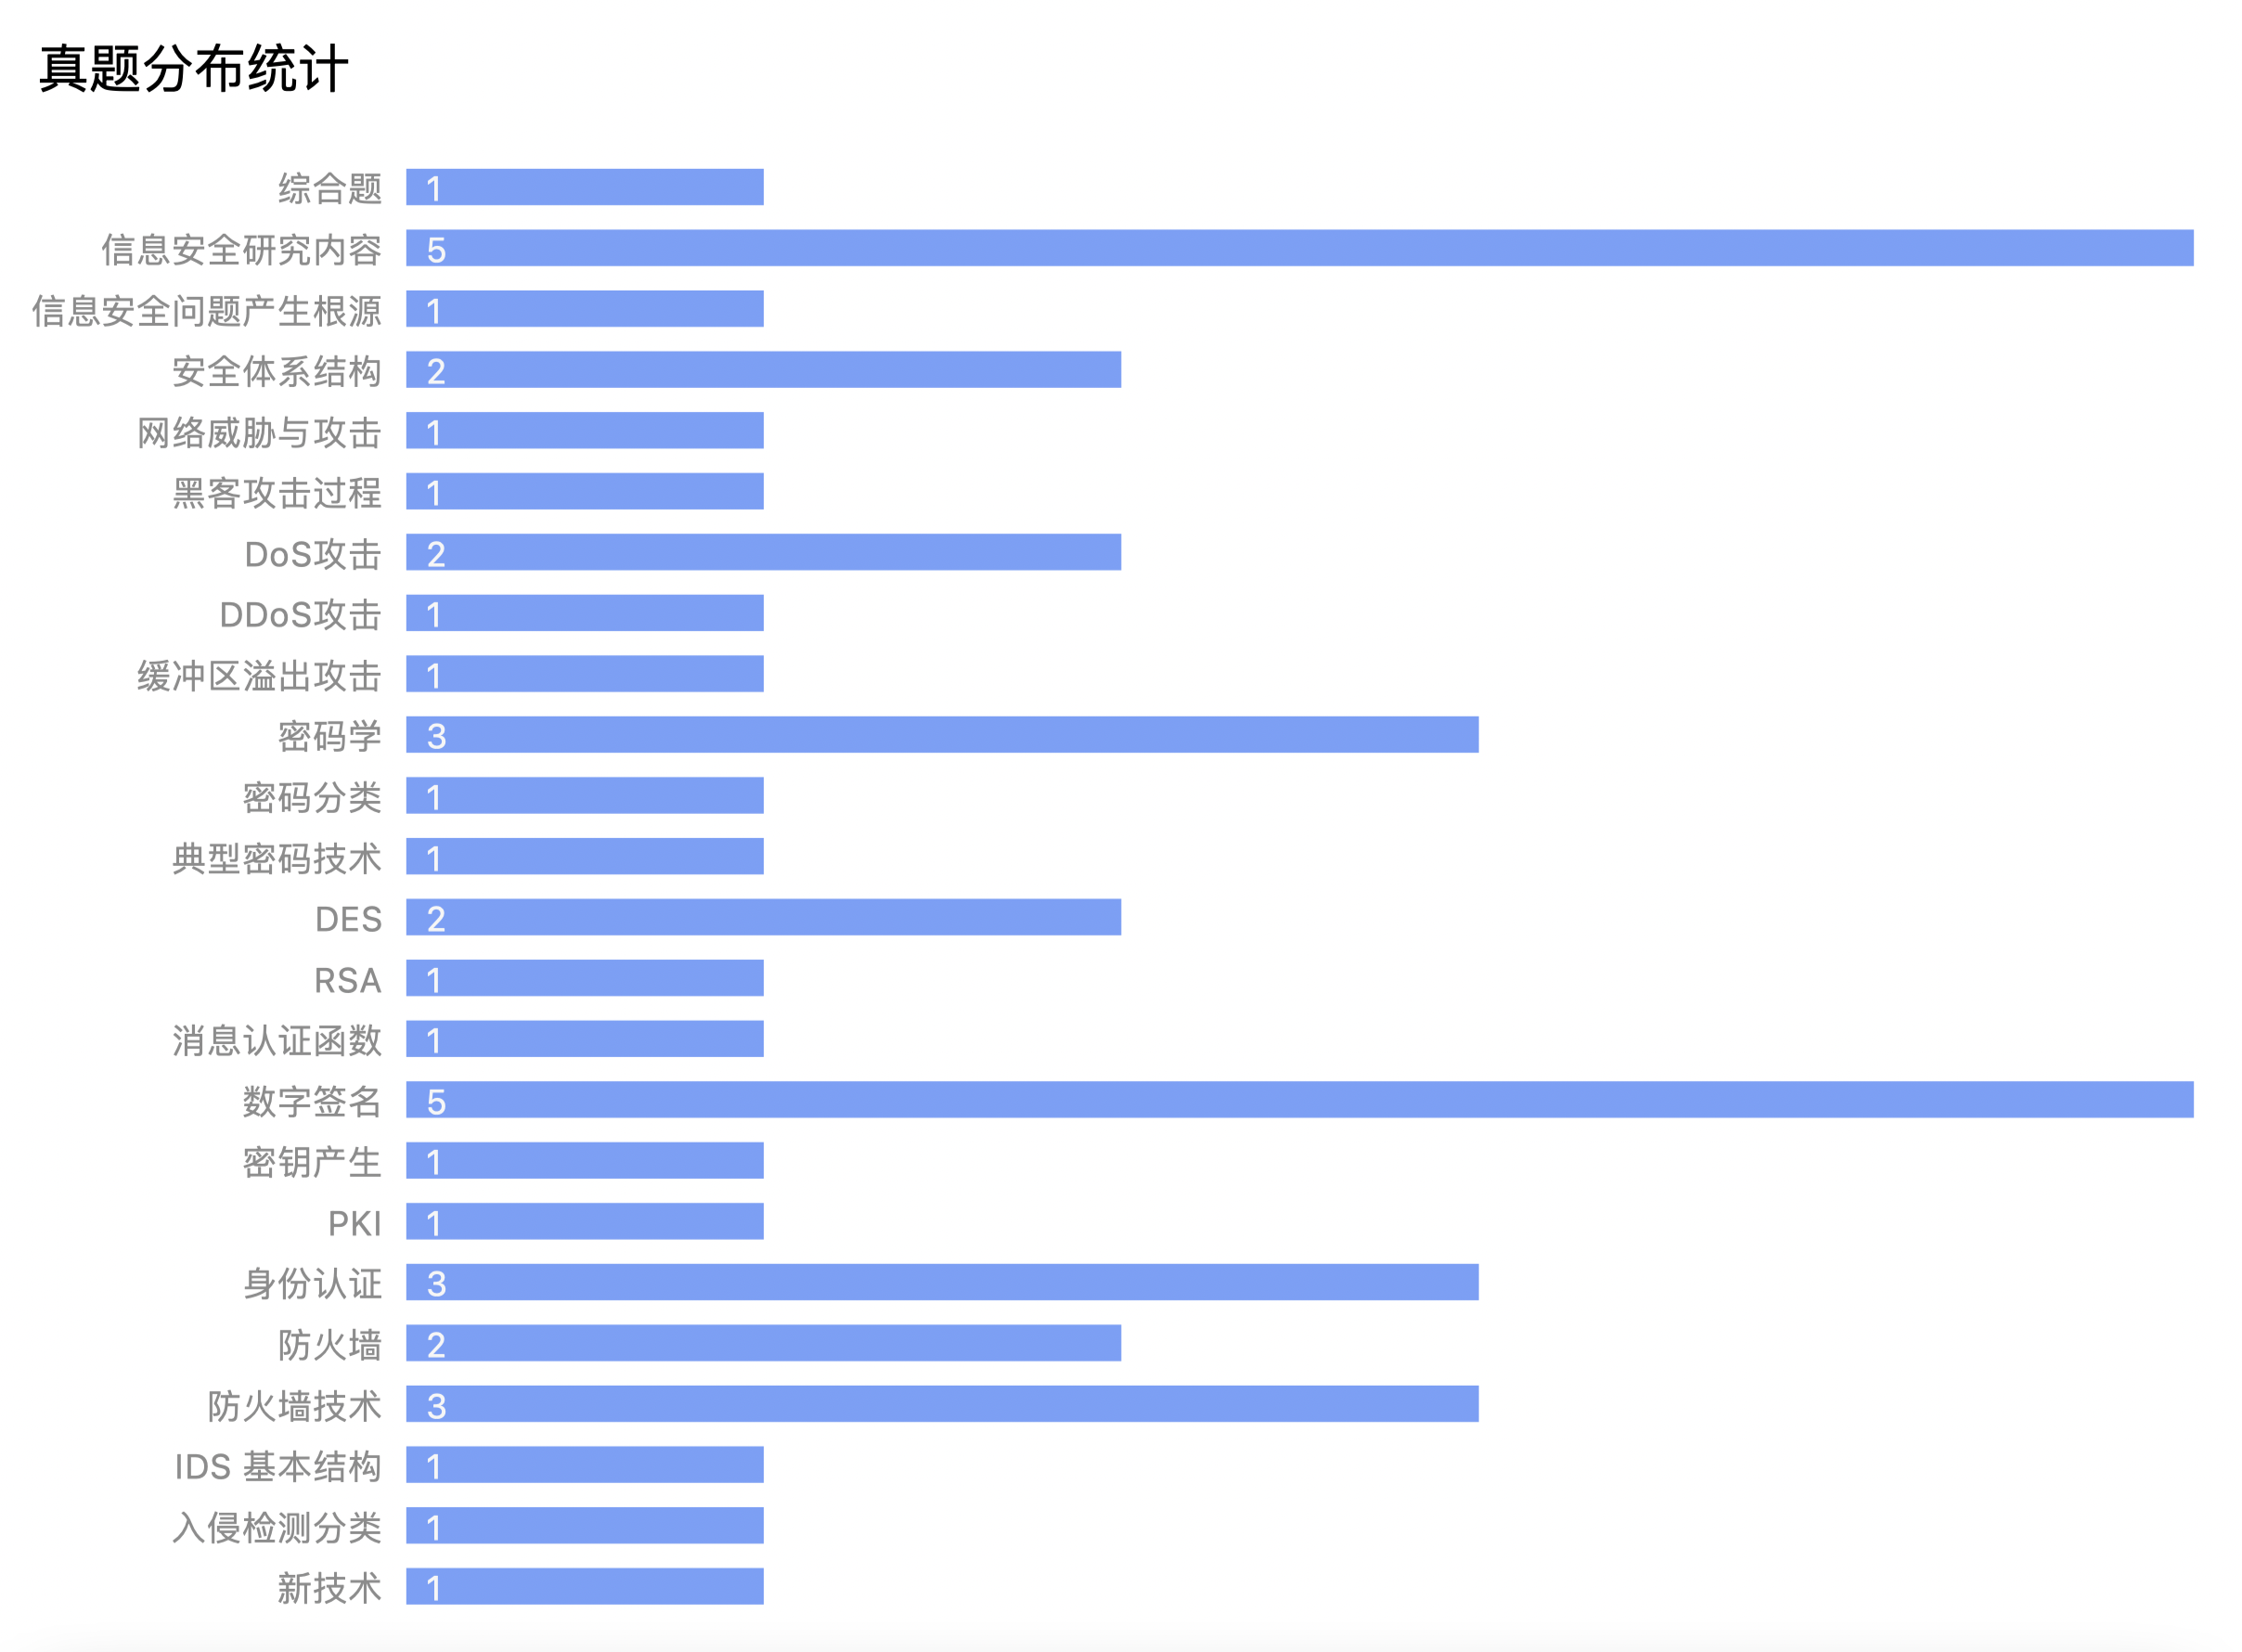 真题分布统计
综合题 1
信息安全研究内容 5
信息安全问题产生根源 1
安全体系结构 2
网络威胁与攻击 1
黑客攻击过程 1
DoS攻击 2
DDoS攻击 1
缓冲区溢出攻击 1
密码学 3
密码分类 1
典型密码技术 1
DES 2
RSA 1
消息认证函数 1
数字签名 5
密钥产生 1
PKI 1
身份认证 3
防火墙 2
防火墙技术 3
IDS 基本结构 1
入侵检测分类 1
新技术 1